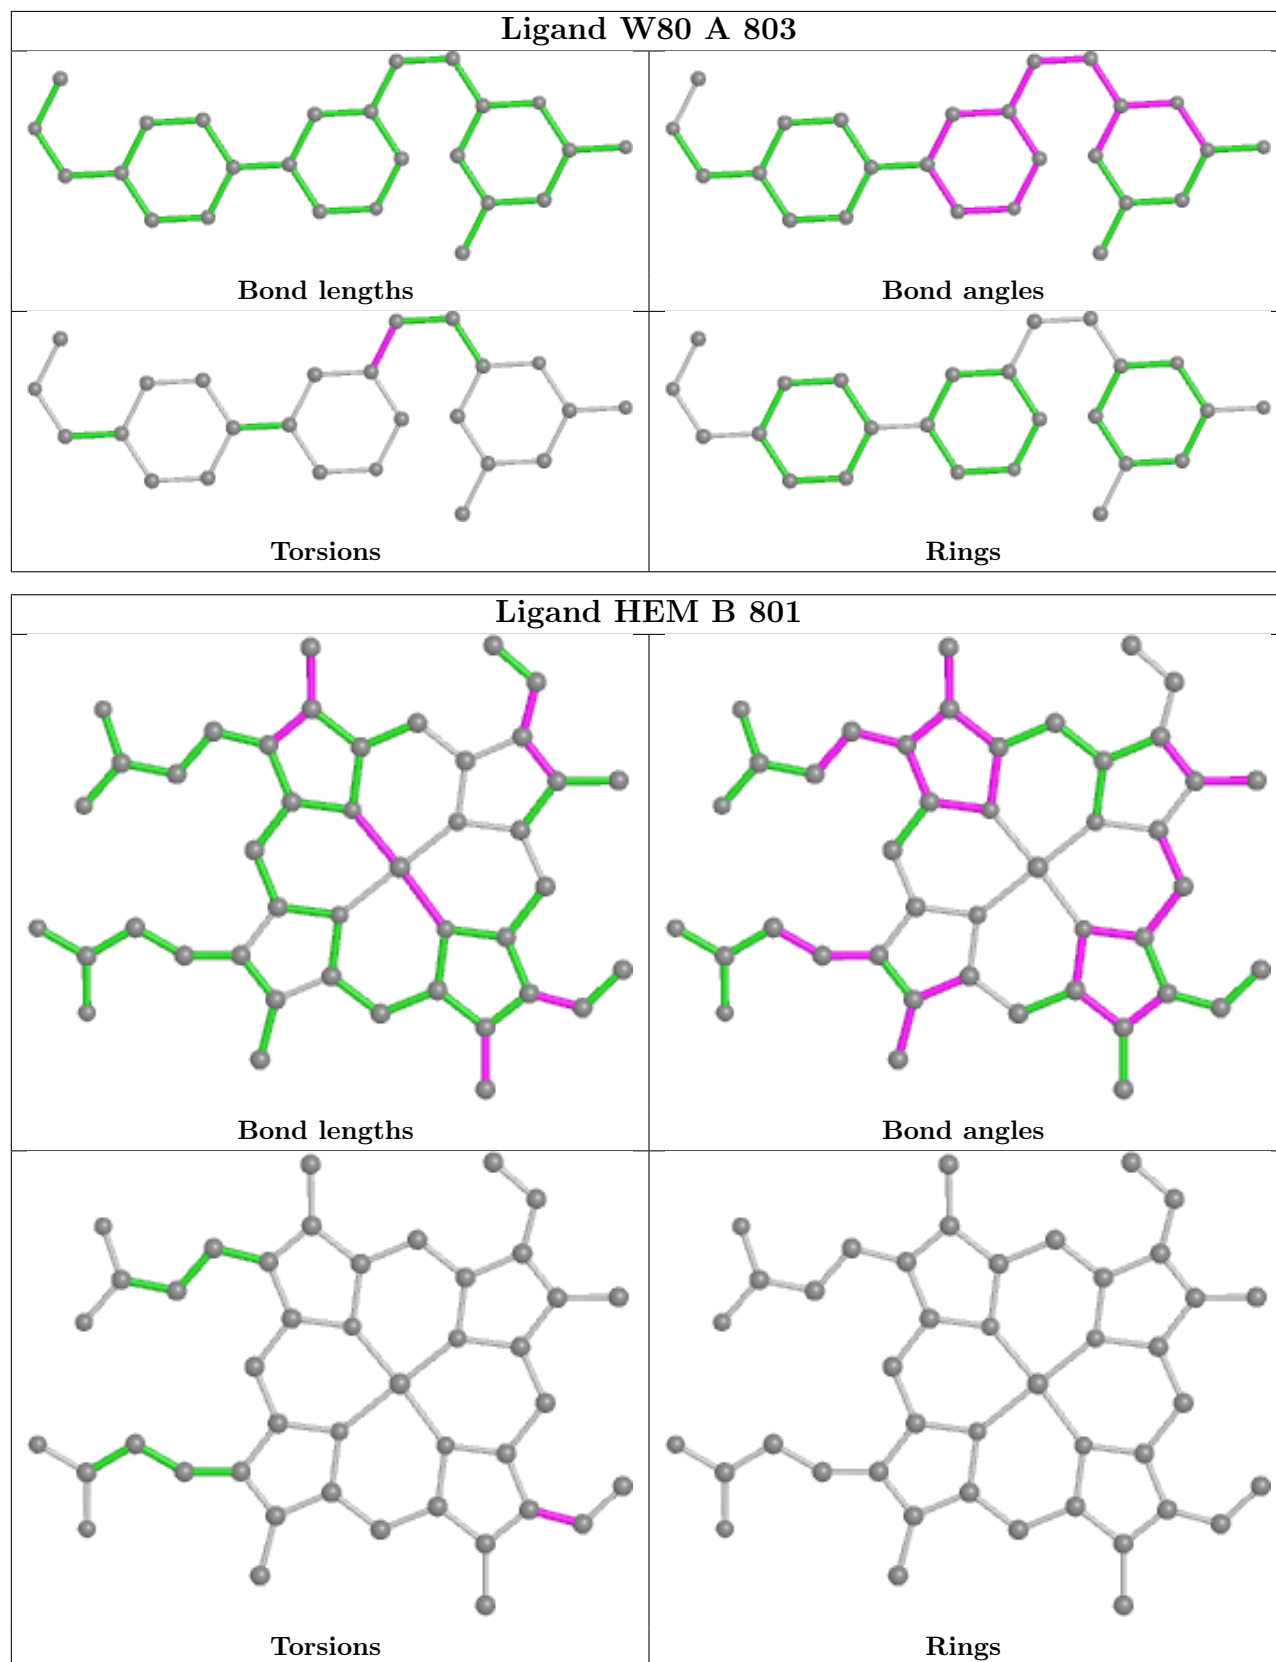 Ligand W80 A 803
Bond lengths
Bond angles
Torsions
Rings
Ligand HEM B 801
Bond lengths
Bond angles
Torsions
Rings